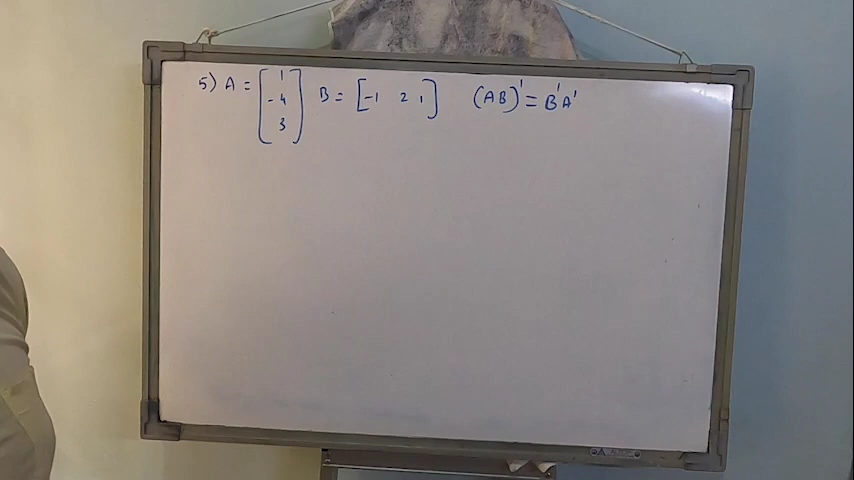 5) A = [1 -4 3] B = [-1 2 1] (AB)' = B'A'